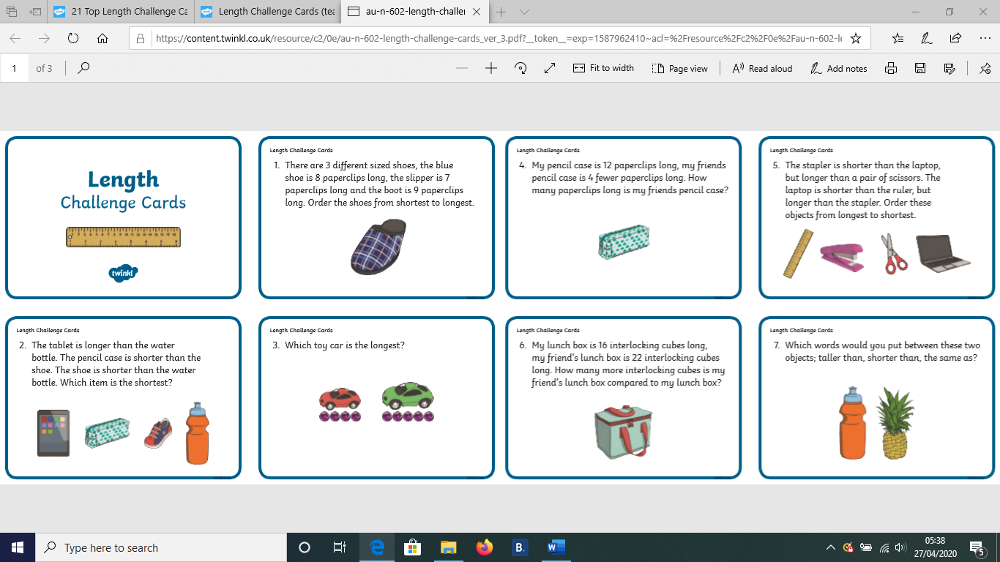 21 Top Length Challenge Ca
Length Challenge Cards (tea
au-n-602-length-challen
https://content.twinkl.co.uk/resource/c2/0e/au-n-602-length-challenge-cards_ver_3.pdf?__token__=exp=1587962410~acl=%2Fresource%2Fc2%2F0e%2Fau-n-602-le
1 of 3
Fit to width
Page view
Read aloud
Add notes
Length
Challenge Cards
twinkl
Length Challenge Cards
1. There are 3 different sized shoes, the blue
shoe is 8 paperclips long, the slipper is 7
paperclips long and the boot is 9 paperclips
long. Order the shoes from shortest to longest.
Length Challenge Cards
4. My pencil case is 12 paperclips long, my friends
pencil case is 4 fewer paperclips long. How
many paperclips long is my friends pencil case?
Length Challenge Cards
5. The stapler is shorter than the laptop,
but longer than a pair of scissors. The
laptop is shorter than the ruler, but
longer than the stapler. Order these
objects from longest to shortest.
Length Challenge Cards
2. The tablet is longer than the water
bottle. The pencil case is shorter than the
shoe. The shoe is shorter than the water
bottle. Which item is the shortest?
Length Challenge Cards
3. Which toy car is the longest?
Length Challenge Cards
6. My lunch box is 16 interlocking cubes long,
my friend's lunch box is 22 interlocking cubes
long. How many more interlocking cubes is my
friend's lunch box compared to my lunch box?
Length Challenge Cards
7. Which words would you put between these two
objects; taller than, shorter than, the same as?
Type here to search
B.
05:38
27/04/2020
5